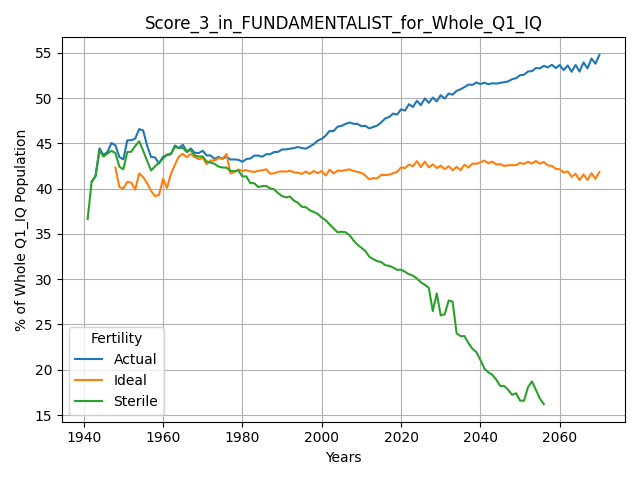 Score_3_in_FUNDAMENTALIST_for_Whole_Q1_IQ
% of Whole Q1_IQ Population
55
50
45
40
35
30
25
20
15
Fertility
Actual
Ideal
Sterile
1940 1960 1980 2000 2020 2040 2060
Years